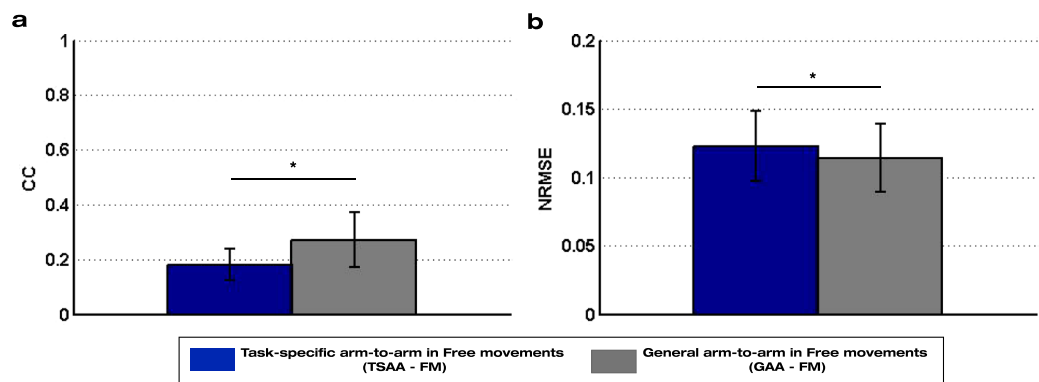 a
1
0.8
0.6
0.4
0.2
0
CC
*
b
0.2
0.15
0.1
0.05
0
NRMSE
*
Task-specific arm-to-arm in Free movements
(TSAA - FM)
General arm-to-arm in Free movements
(GAA - FM)